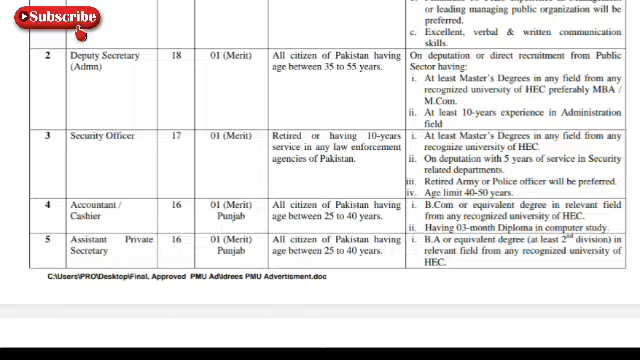 Subscribe
or leading managing public organization will be
preferred.
c. Excellent, verbal & written communication
skills.
2 Deputy Secretary 18 01 (Merit) All citizen of Pakistan having On deputation or direct recruitment from Public
(Admn) age between 35 to 55 years. Sector having:
i. At least Master's Degrees in any field from any
recognized university of HEC preferably MBA /
M.Com.
ii. At least 10-years experience in Administration
field
3 Security Officer 17 01 (Merit) Retired or having 10-years i. At least Master's Degrees in any field from any
service in any law enforcement recognize university of HEC.
agencies of Pakistan. ii. On deputation with 5 years of service in Security
related departments.
iii. Retired Army or Police officer will be preferred.
iv. Age limit 40-50 years.
4 Accountant / 16 01 (Merit) All citizen of Pakistan having i. B.Com or equivalent degree in relevant field
Cashier Punjab age between 25 to 40 years. from any recognized university of HEC.
ii. Having 03-month Diploma in computer study.
5 Assistant Private 16 01 (Merit) All citizen of Pakistan having i. B.A or equivalent degree (at least 2nd division) in
Secretary Punjab age between 25 to 40 years. relevant field from any recognized university of
HEC.
C:\Users\PRO\Desktop\Final, Approved PMU Ad\Idrees PMU Advertisment.doc